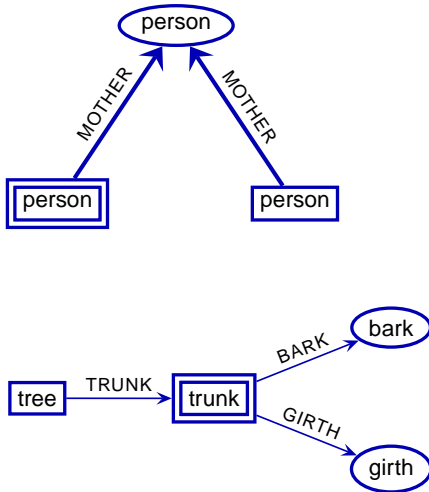 person
MOTHER
MOTHER
person
person
bark
BARK
tree
TRUNK
trunk
GIRTH
girth